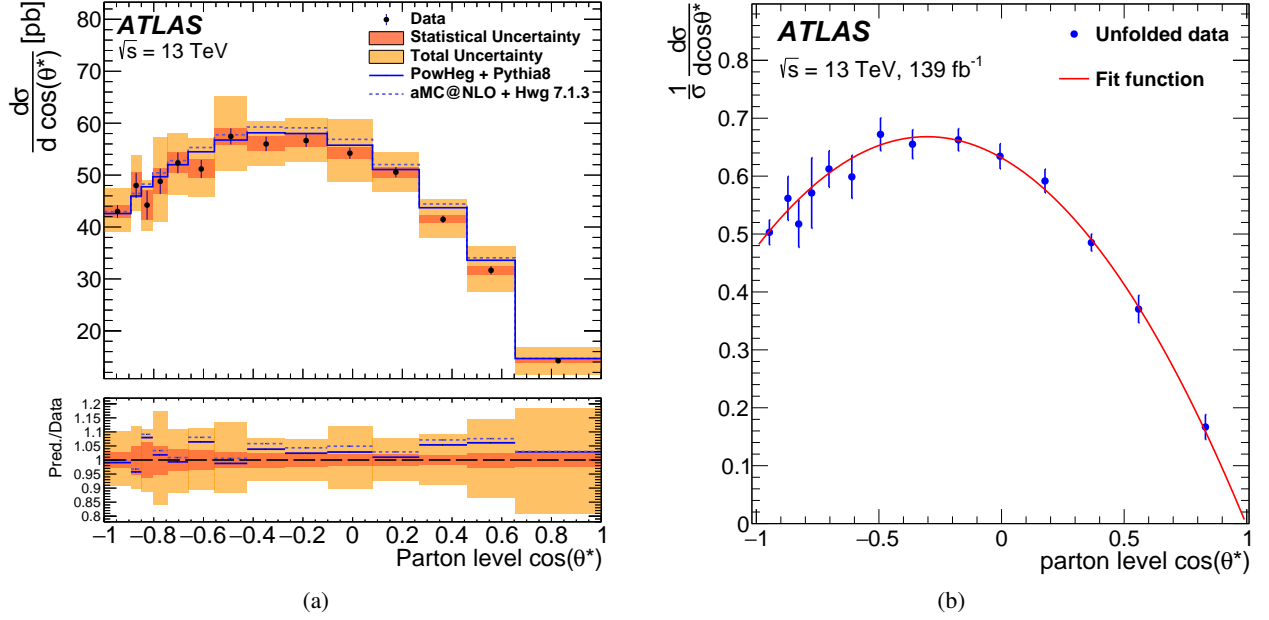 ATLAS
√s = 13 TeV
Data
Statistical Uncertainty
Total Uncertainty
PowHeg + Pythia8
aMC@NLO + Hwg 7.1.3
dσ
d cos(θ*)
[pb]
80
70
60
50
40
30
20
Pred./Data
1.2
1.15
1.1
1.05
1
0.95
0.9
0.85
0.8
−1 −0.8 −0.6 −0.4 −0.2 0 0.2 0.4 0.6 0.8 1
Parton level cos(θ*)
(a)
ATLAS
√s = 13 TeV, 139 fb⁻¹
Unfolded data
Fit function
1 dσ
σ dcosθ*
0.9
0.8
0.7
0.6
0.5
0.4
0.3
0.2
0.1
0
−1 −0.5 0 0.5 1
parton level cos(θ*)
(b)